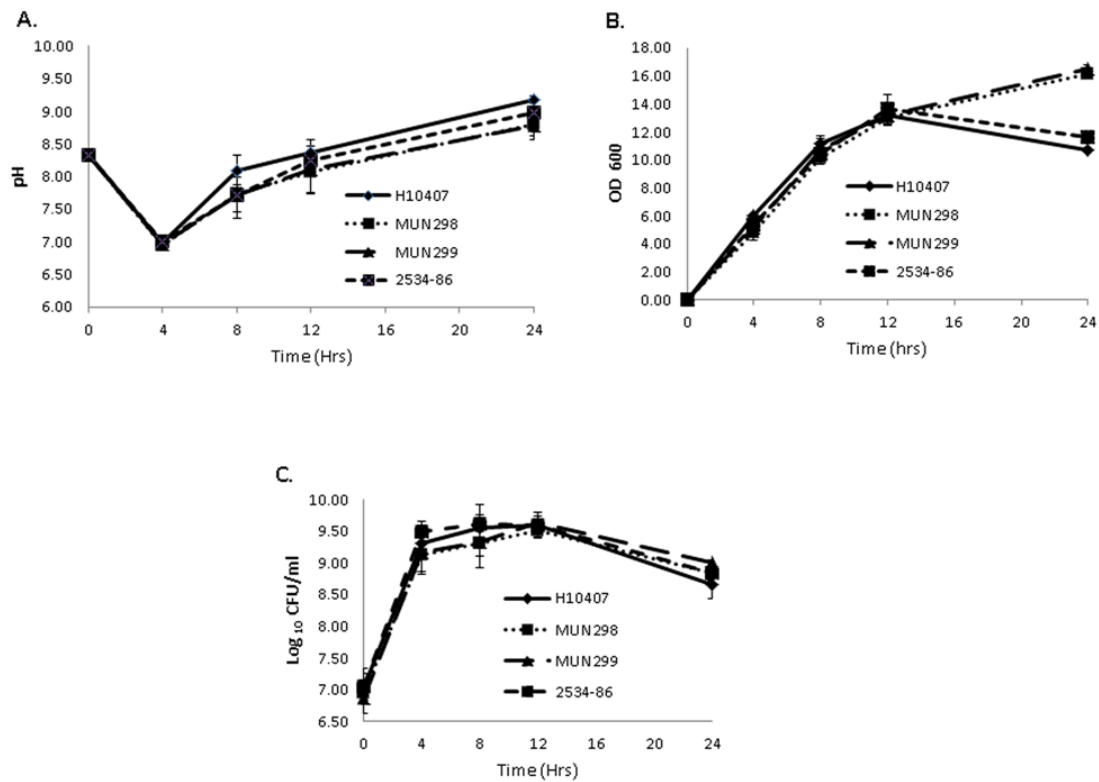 A.
10.00
9.50
9.00
8.50
8.00
7.50
7.00
6.50
6.00
pH
0 4 8 12 16 20 24
Time (Hrs)
H10407
MUN298
MUN299
2534-86
B.
18.00
16.00
14.00
12.00
10.00
8.00
6.00
4.00
2.00
0.00
OD 600
0 4 8 12 16 20 24
Time (hrs)
H10407
MUN298
MUN299
2534-86
C.
10.00
9.50
9.00
8.50
8.00
7.50
7.00
6.50
Log 10 CFU/ml
0 4 8 12 16 20 24
Time (Hrs)
H10407
MUN298
MUN299
2534-86